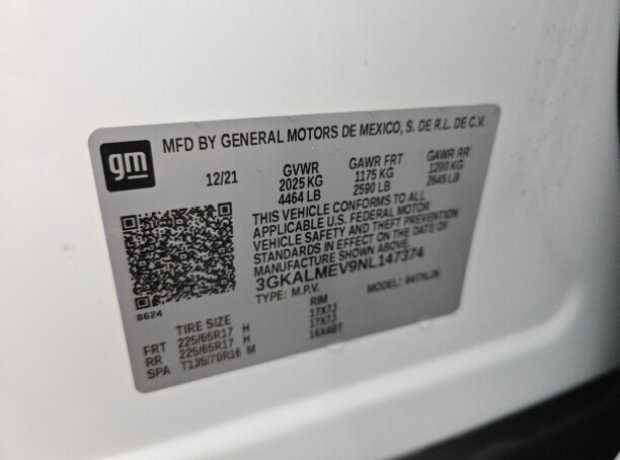 gm
MFD BY GENERAL MOTORS DE MEXICO, S. DE R.L. DE C.V.
12/21 GVWR GAWR FRT GAWR RR
2025 KG 1175 KG 1200 KG
4464 LB 2590 LB 2645 LB
THIS VEHICLE CONFORMS TO ALL
APPLICABLE U.S. FEDERAL MOTOR
VEHICLE SAFETY AND THEFT PREVENTION
STANDARDS IN EFFECT ON THE DATE OF
MANUFACTURE SHOWN ABOVE.
3GKALMEV9NL147374
TYPE: M.P.V. MODEL:
8624
TIRE SIZE RIM
FRT 225/65R17 H 17X7J
RR 225/65R17 H 17X7J
SPA T135/70R16 M 16X4BT